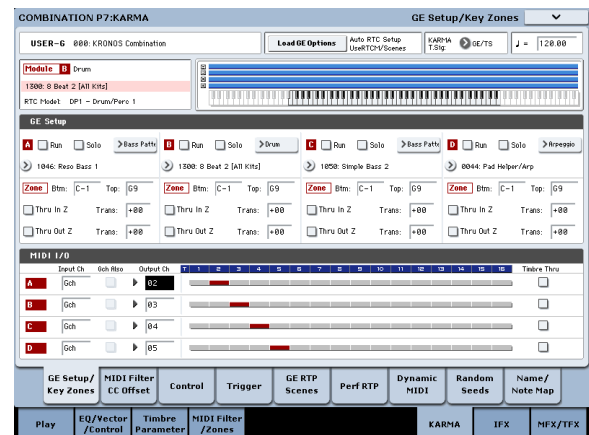 COMBINATION P7:KARMA GE Setup/Key Zones
USER-G 000: KRONOS Combination Load GE Options Auto RTC Setup UseRTCM/Scenes KARMA T.Sig: GE/TS ♩ = 120.00
Module B Drum
1300: 8 Beat 2 [All Kits]
RTC Model: DP1 - Drum/Perc 1
A
B
C
D
GE Setup
A Run Solo >Bass Patte B Run Solo >Drum C Run Solo >Bass Patte D Run Solo >Arpeggio
1046: Reso Bass 1 1300: 8 Beat 2 [All Kits] 1050: Simple Bass 2 0044: Pad Helper/Arp
Zone Btm: C-1 Top: G9 Zone Btm: C-1 Top: G9 Zone Btm: C-1 Top: G9 Zone Btm: C-1 Top: G9
Thru In Z Trans: +00 Thru In Z Trans: +00 Thru In Z Trans: +00 Thru In Z Trans: +00
Thru Out Z Trans: +00 Thru Out Z Trans: +00 Thru Out Z Trans: +00 Thru Out Z Trans: +00
MIDI I/O
Input Ch Gch Also Output Ch T 1 2 3 4 5 6 7 8 9 10 11 12 13 14 15 16 Timbre Thru
A Gch 02
B Gch 03
C Gch 04
D Gch 05
GE Setup/ Key Zones MIDI Filter CC Offset Control Trigger GE RTP Scenes Perf RTP Dynamic MIDI Random Seeds Name/ Note Map
Play EQ/Vector /Control Timbre Parameter MIDI Filter /Zones KARMA IFX MFX/TFX